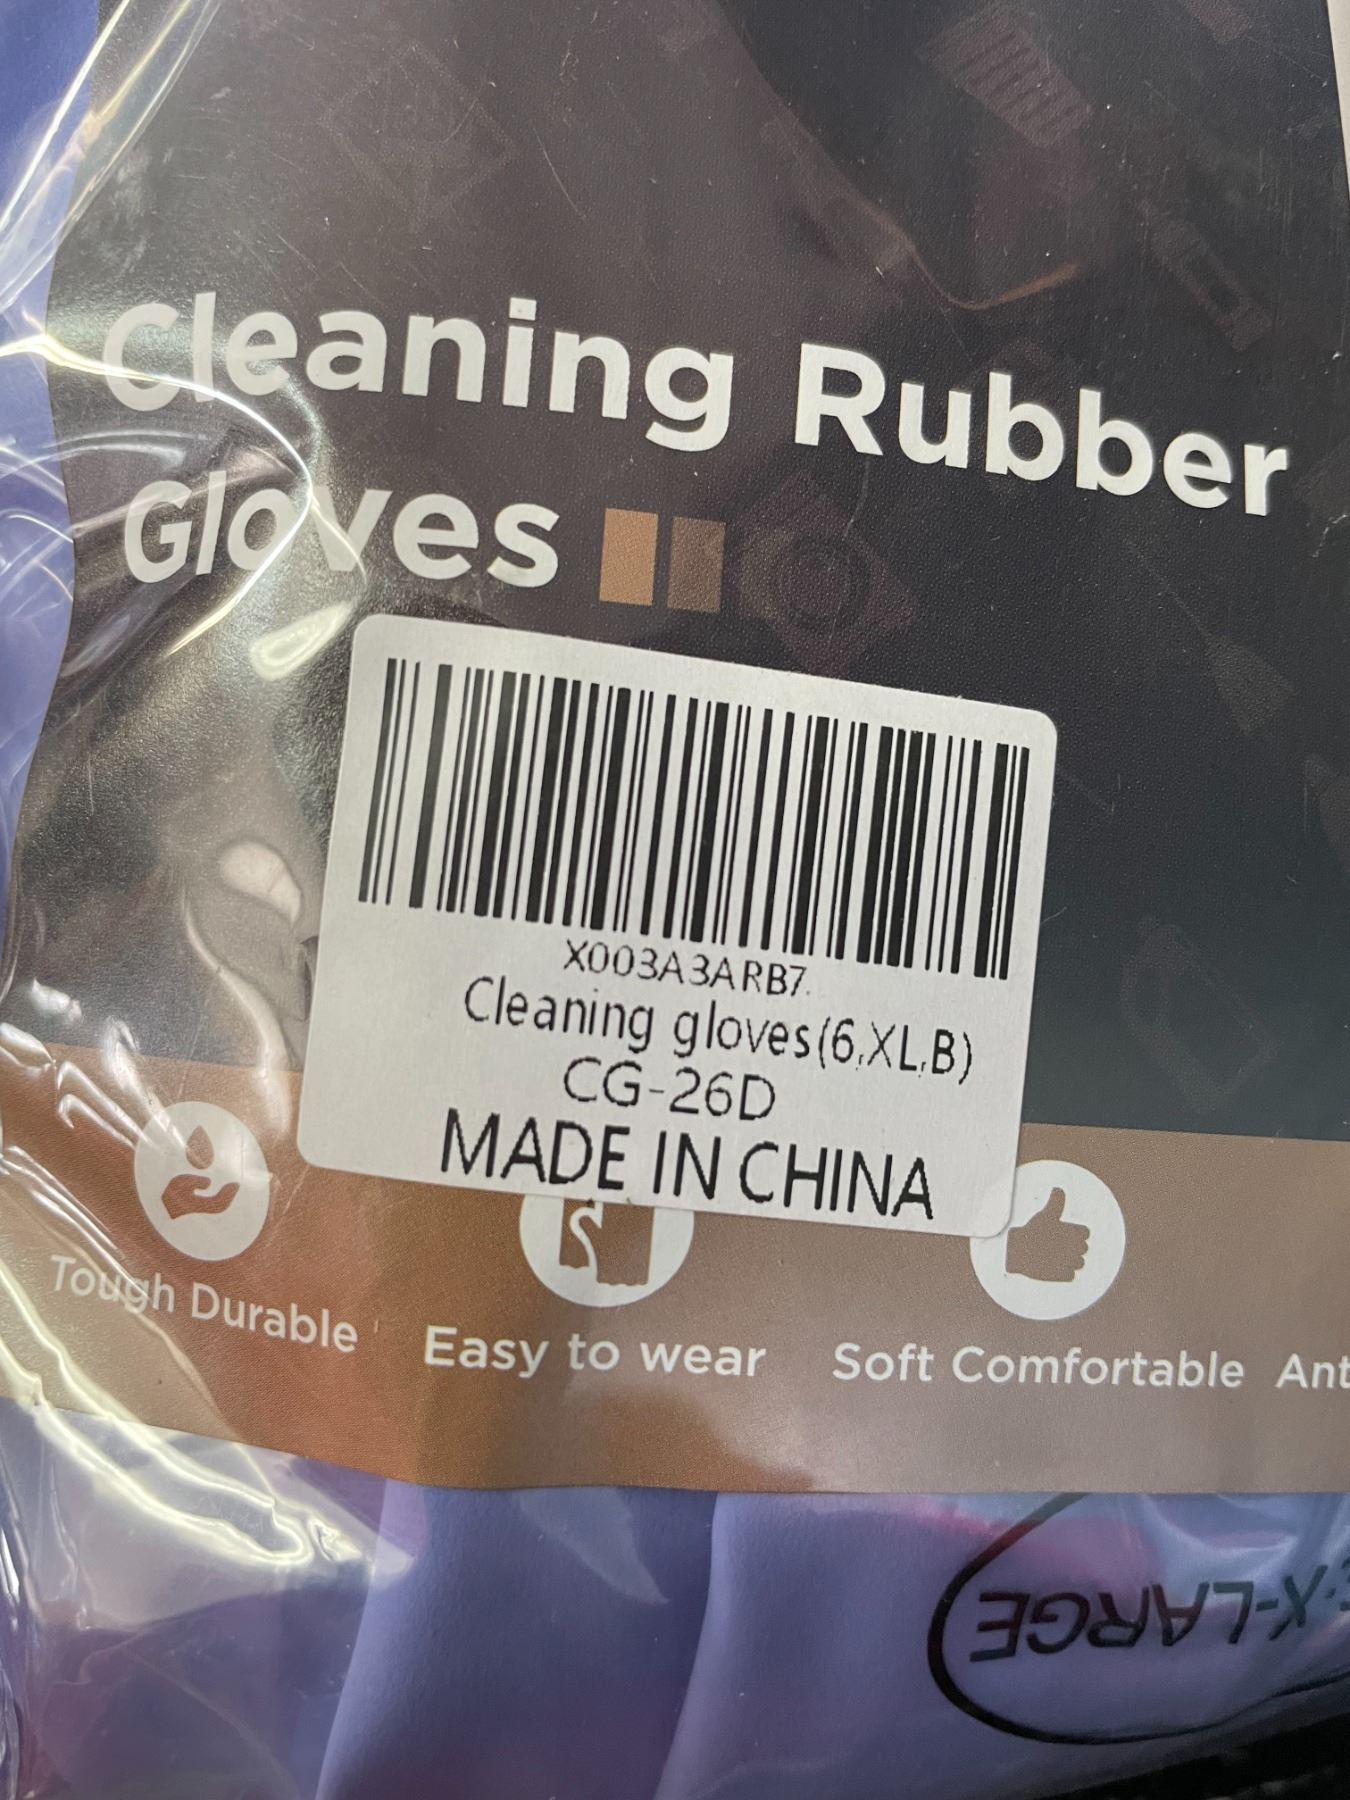 Cleaning Rubber
Gloves
X003A3ARB7
Cleaning gloves(6,XL,B)
CG-26D
MADE IN CHINA
Tough Durable
Easy to wear
Soft Comfortable
X-LARGE